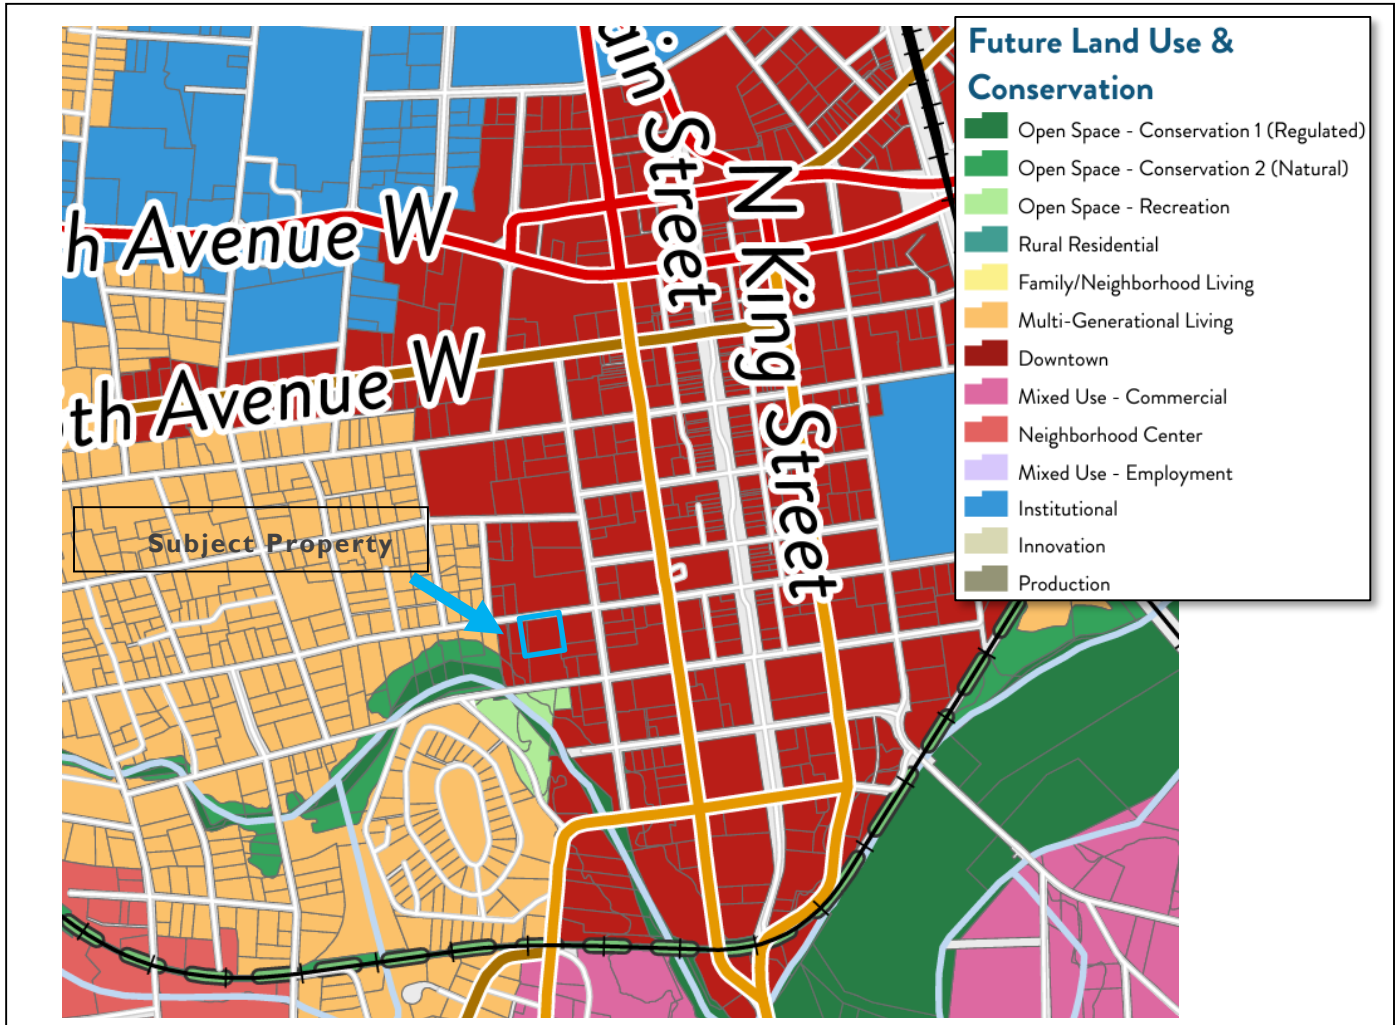 ain Street
N King Street
h Avenue W
th Avenue W
Subject Property
Future Land Use &
Conservation
Open Space - Conservation 1 (Regulated)
Open Space - Conservation 2 (Natural)
Open Space - Recreation
Rural Residential
Family/Neighborhood Living
Multi-Generational Living
Downtown
Mixed Use - Commercial
Neighborhood Center
Mixed Use - Employment
Institutional
Innovation
Production